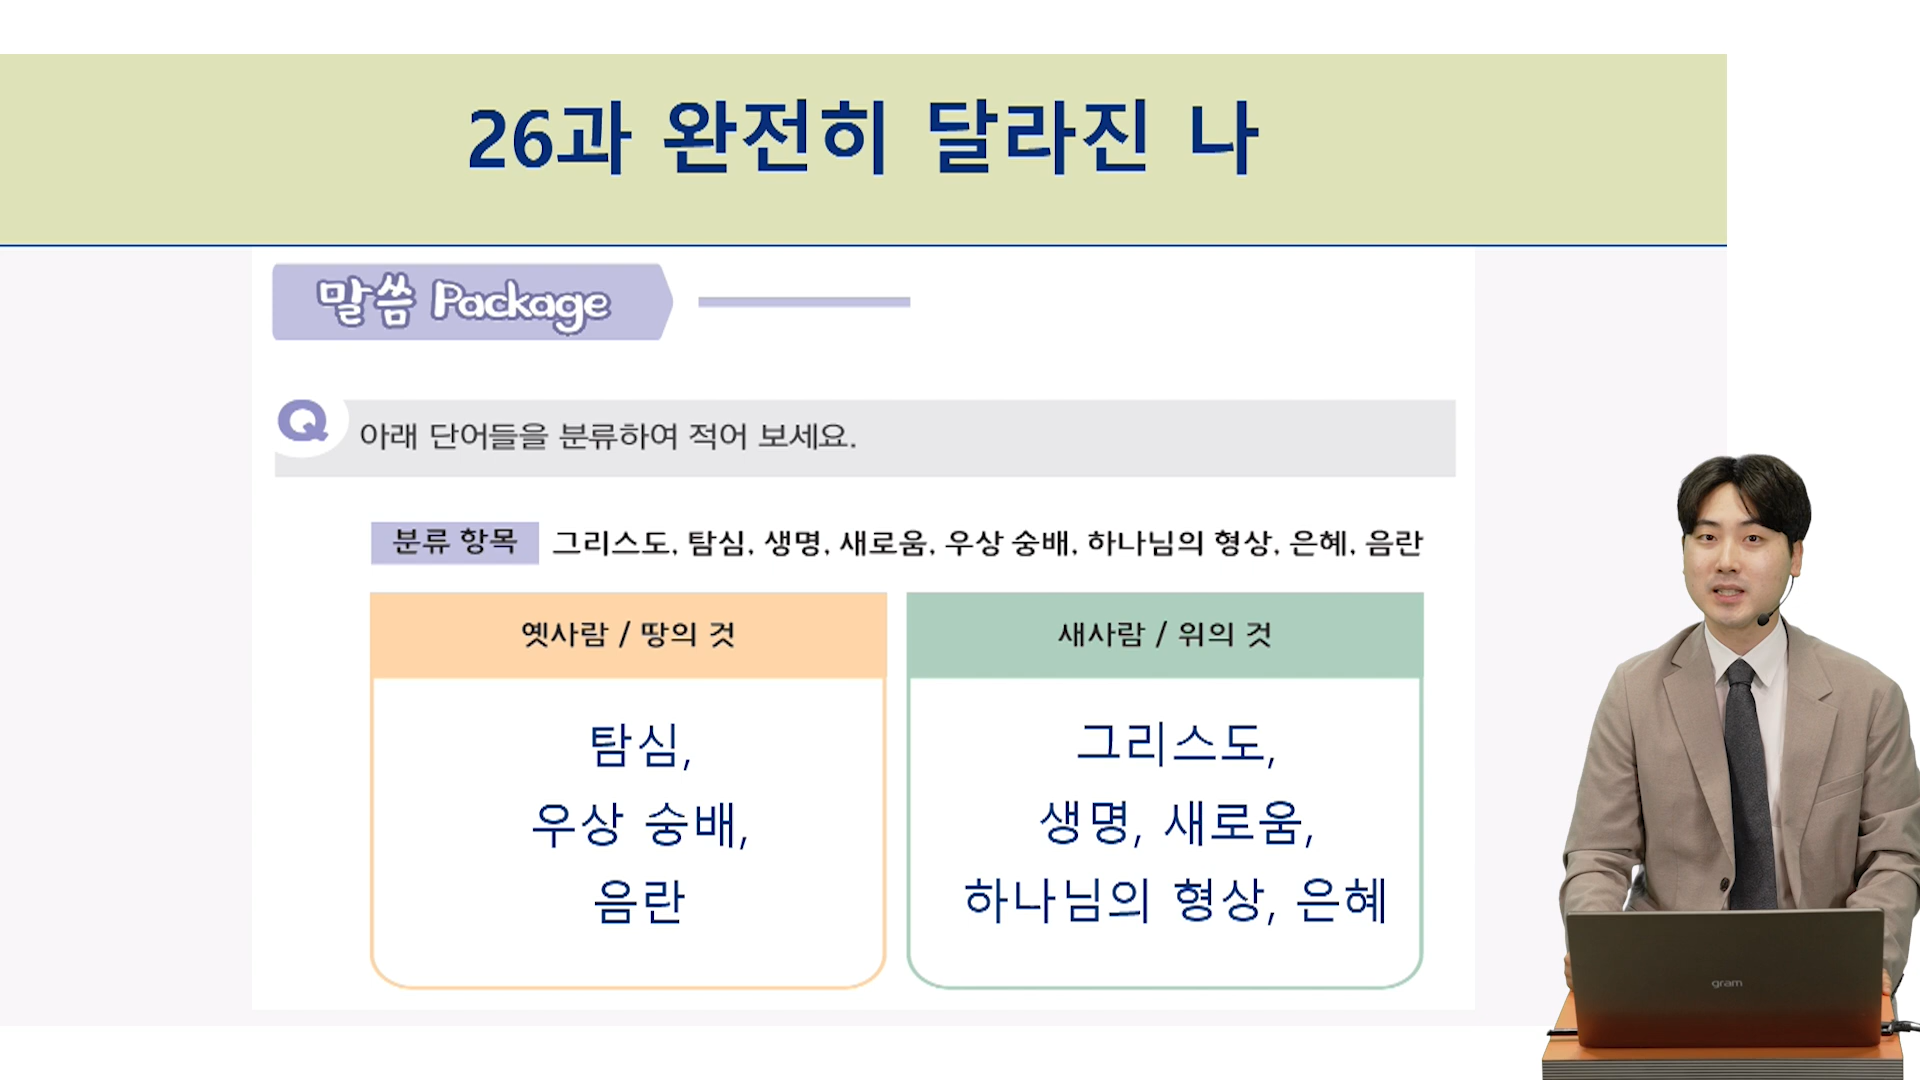 26과 완전히 달라진 나
말씀 Package
Q 아래 단어들을 분류하여 적어 보세요.
분류 항목 그리스도, 탐심, 생명, 새로움, 우상 숭배, 하나님의 형상, 은혜, 음란
옛사람 / 땅의 것
탐심,
우상 숭배,
음란
새사람 / 위의 것
그리스도,
생명, 새로움,
하나님의 형상, 은혜
gram